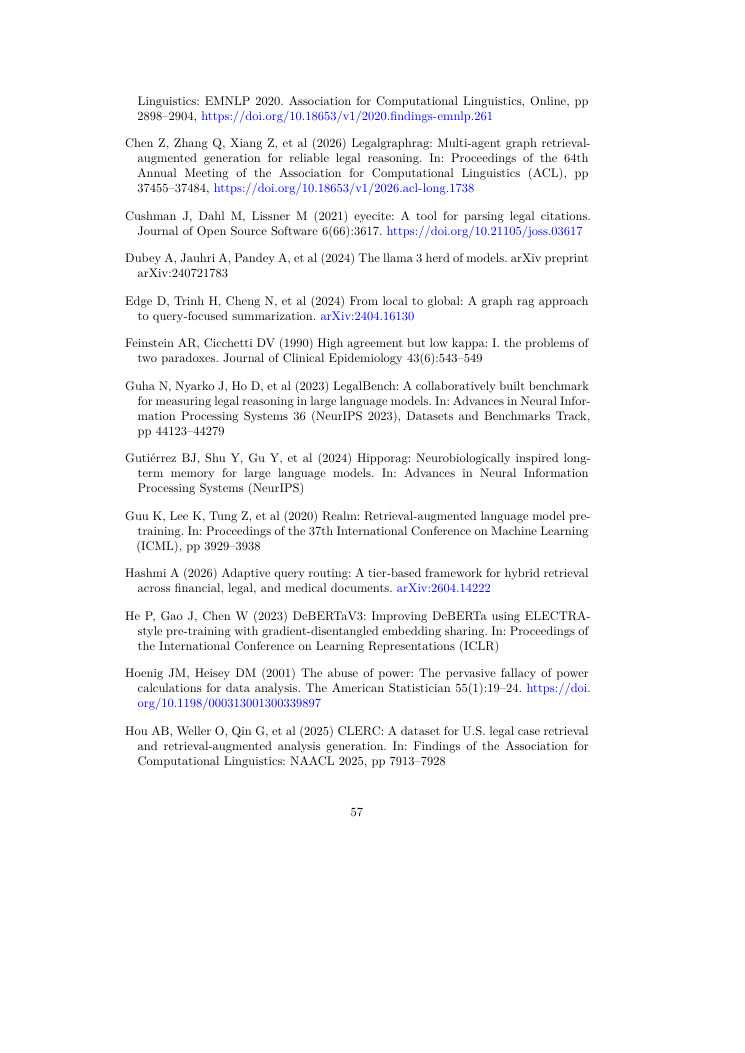 Linguistics: EMNLP 2020. Association for Computational Linguistics, Online, pp
2898–2904, https://doi.org/10.18653/v1/2020.findings-emnlp.261
Chen Z, Zhang Q, Xiang Z, et al (2026) Legalgraphrag: Multi-agent graph retrieval-
augmented generation for reliable legal reasoning. In: Proceedings of the 64th
Annual Meeting of the Association for Computational Linguistics (ACL), pp
37455–37484, https://doi.org/10.18653/v1/2026.acl-long.1738
Cushman J, Dahl M, Lissner M (2021) eyecite: A tool for parsing legal citations.
Journal of Open Source Software 6(66):3617. https://doi.org/10.21105/joss.03617
Dubey A, Jauhri A, Pandey A, et al (2024) The llama 3 herd of models. arXiv preprint
arXiv:240721783
Edge D, Trinh H, Cheng N, et al (2024) From local to global: A graph rag approach
to query-focused summarization. arXiv:2404.16130
Feinstein AR, Cicchetti DV (1990) High agreement but low kappa: I. the problems of
two paradoxes. Journal of Clinical Epidemiology 43(6):543–549
Guha N, Nyarko J, Ho D, et al (2023) LegalBench: A collaboratively built benchmark
for measuring legal reasoning in large language models. In: Advances in Neural Infor-
mation Processing Systems 36 (NeurIPS 2023), Datasets and Benchmarks Track,
pp 44123–44279
Gutiérrez BJ, Shu Y, Gu Y, et al (2024) Hipporag: Neurobiologically inspired long-
term memory for large language models. In: Advances in Neural Information
Processing Systems (NeurIPS)
Guu K, Lee K, Tung Z, et al (2020) Realm: Retrieval-augmented language model pre-
training. In: Proceedings of the 37th International Conference on Machine Learning
(ICML), pp 3929–3938
Hashmi A (2026) Adaptive query routing: A tier-based framework for hybrid retrieval
across financial, legal, and medical documents. arXiv:2604.14222
He P, Gao J, Chen W (2023) DeBERTaV3: Improving DeBERTa using ELECTRA-
style pre-training with gradient-disentangled embedding sharing. In: Proceedings of
the International Conference on Learning Representations (ICLR)
Hoenig JM, Heisey DM (2001) The abuse of power: The pervasive fallacy of power
calculations for data analysis. The American Statistician 55(1):19–24. https://doi.
org/10.1198/000313001300339897
Hou AB, Weller O, Qin G, et al (2025) CLERC: A dataset for U.S. legal case retrieval
and retrieval-augmented analysis generation. In: Findings of the Association for
Computational Linguistics: NAACL 2025, pp 7913–7928
57